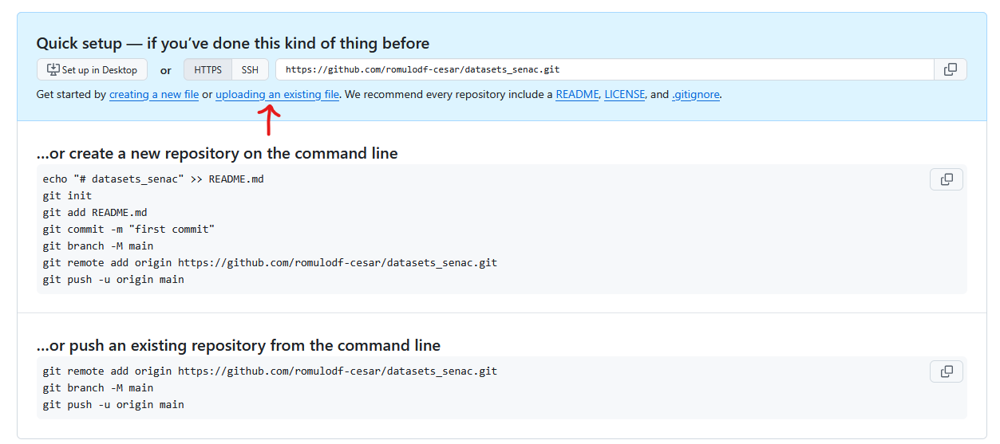 Quick setup — if you’ve done this kind of thing before
Set up in Desktop or HTTPS SSH https://github.com/romulodf-cesar/datasets_senac.git
Get started by creating a new file or uploading an existing file. We recommend every repository include a README, LICENSE, and .gitignore.
…or create a new repository on the command line
echo "# datasets_senac" >> README.md
git init
git add README.md
git commit -m "first commit"
git branch -M main
git remote add origin https://github.com/romulodf-cesar/datasets_senac.git
git push -u origin main
…or push an existing repository from the command line
git remote add origin https://github.com/romulodf-cesar/datasets_senac.git
git branch -M main
git push -u origin main